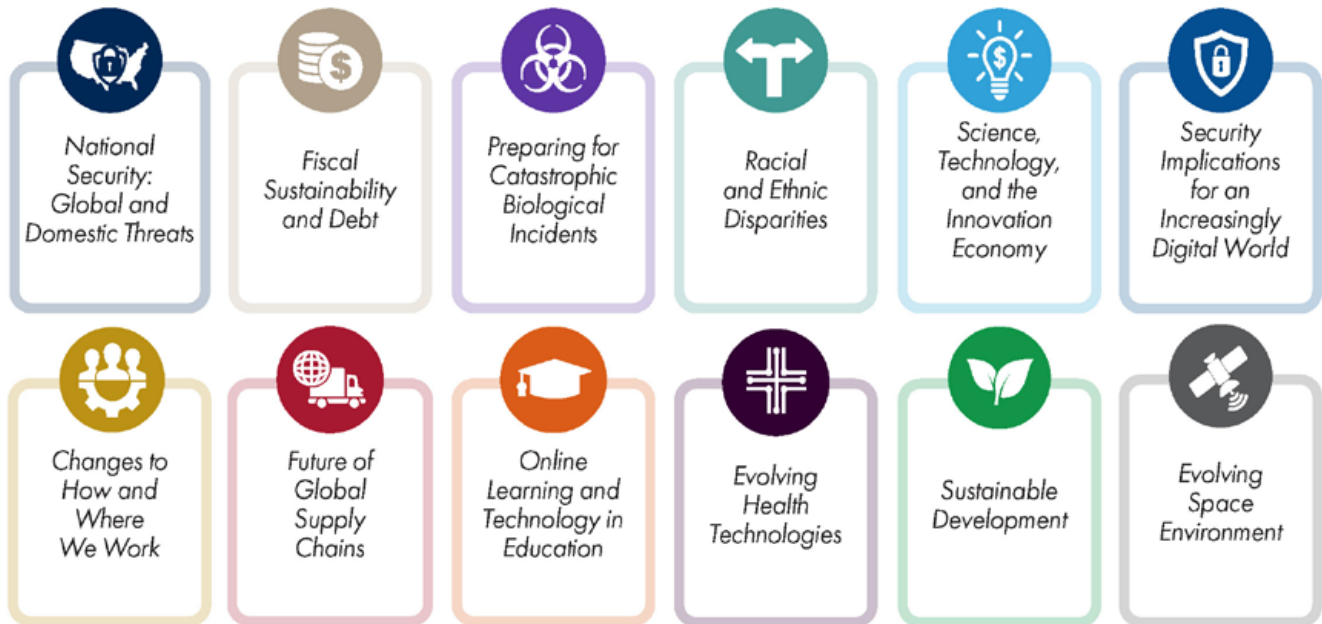 National
Security:
Global and
Domestic Threats
Fiscal
Sustainability
and Debt
Preparing for
Catastrophic
Biological
Incidents
Racial
and Ethnic
Disparities
Science,
Technology,
and the
Innovation
Economy
Security
Implications
for an
Increasingly
Digital World
Changes to
How and
Where
We Work
Future of
Global
Supply
Chains
Online
Learning and
Technology in
Education
Evolving
Health
Technologies
Sustainable
Development
Evolving
Space
Environment